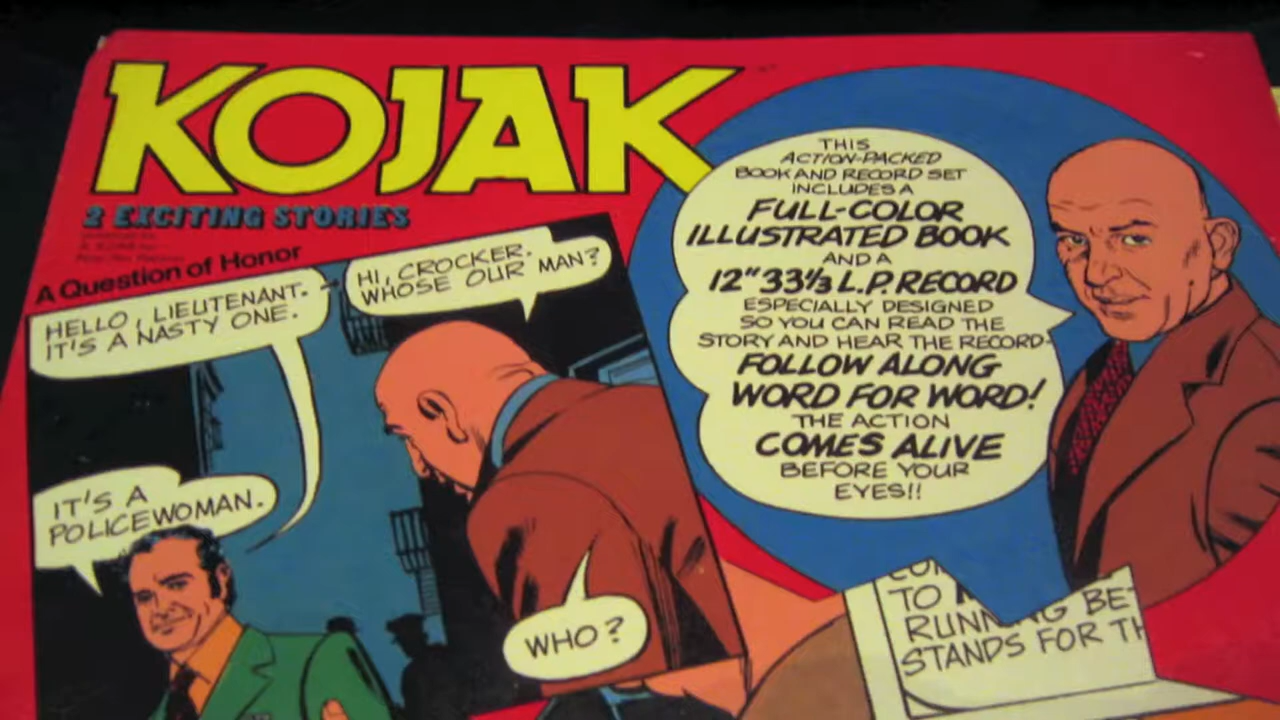 KOJAK
2 EXCITING STORIES
A Question of Honor
HELLO, LIEUTENANT.
IT'S A NASTY ONE.
HI, CROCKER.
WHOSE OUR MAN?
IT'S A
POLICEWOMAN.
WHO?
THIS
ACTION-PACKED
BOOK AND RECORD SET
INCLUDES A
FULL-COLOR
ILLUSTRATED BOOK
AND A
12" 33⅓ L.P. RECORD
ESPECIALLY DESIGNED
SO YOU CAN READ THE
STORY AND HEAR THE RECORD-
FOLLOW ALONG
WORD FOR WORD!
THE ACTION
COMES ALIVE
BEFORE YOUR
EYES!!
TO
BE
STANDS FOR